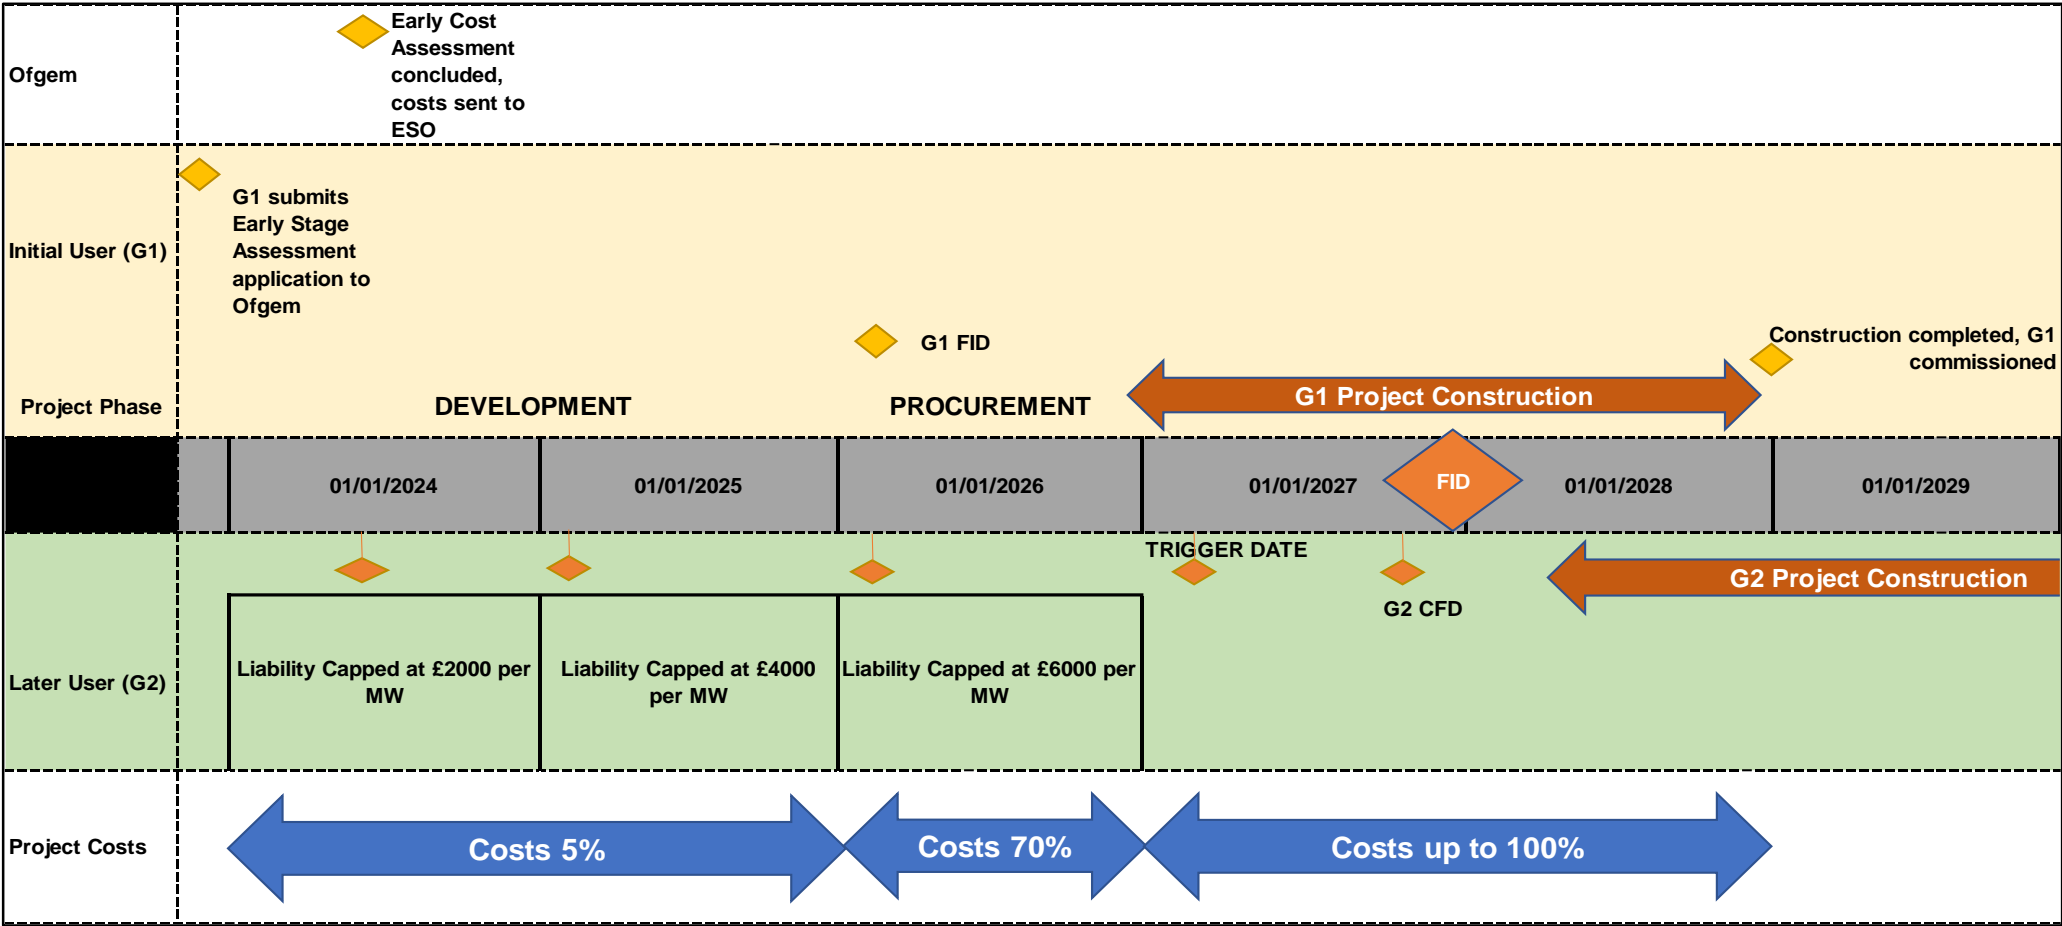 Ofgem
Early Cost
Assessment
concluded,
costs sent to
ESO
Initial User (G1)
G1 submits
Early Stage
Assessment
application to
Ofgem
G1 FID
Construction completed, G1
commissioned
G1 Project Construction
Project Phase
DEVELOPMENT
PROCUREMENT
01/01/2024
01/01/2025
01/01/2026
01/01/2027
FID
01/01/2028
01/01/2029
TRIGGER DATE
G2 CFD
G2 Project Construction
Later User (G2)
Liability Capped at £2000 per
MW
Liability Capped at £4000
per MW
Liability Capped at £6000 per
MW
Project Costs
Costs 5%
Costs 70%
Costs up to 100%